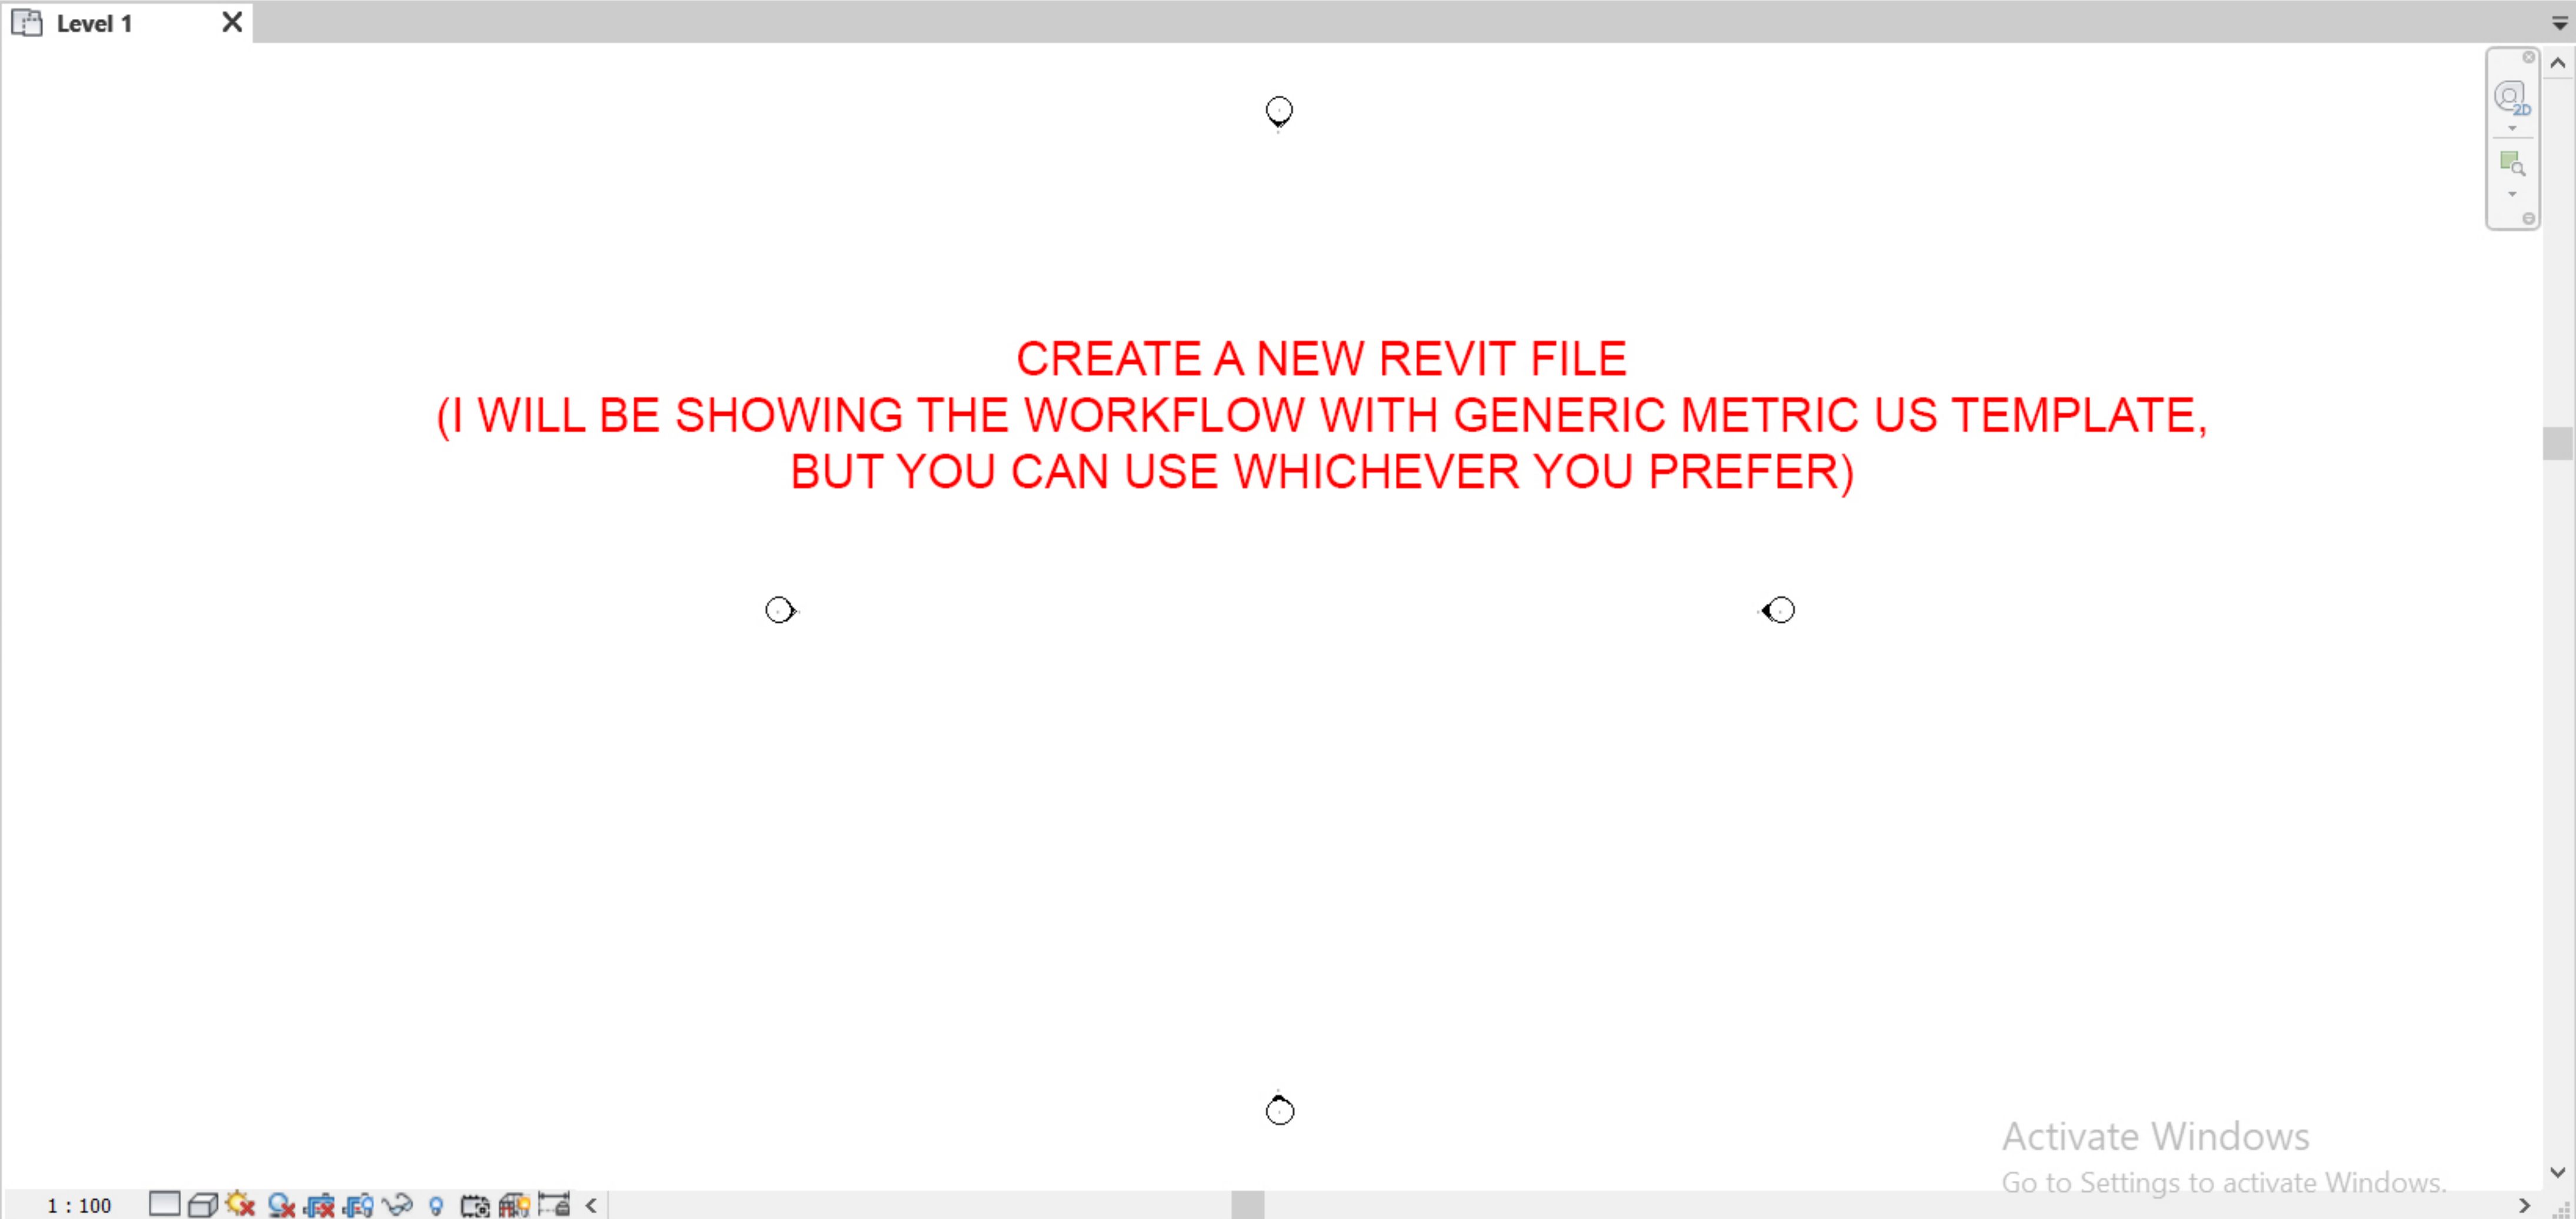 Level 1
2D
CREATE A NEW REVIT FILE
(I WILL BE SHOWING THE WORKFLOW WITH GENERIC METRIC US TEMPLATE,
BUT YOU CAN USE WHICHEVER YOU PREFER)
Activate Windows
Go to Settings to activate Windows.
1 : 100